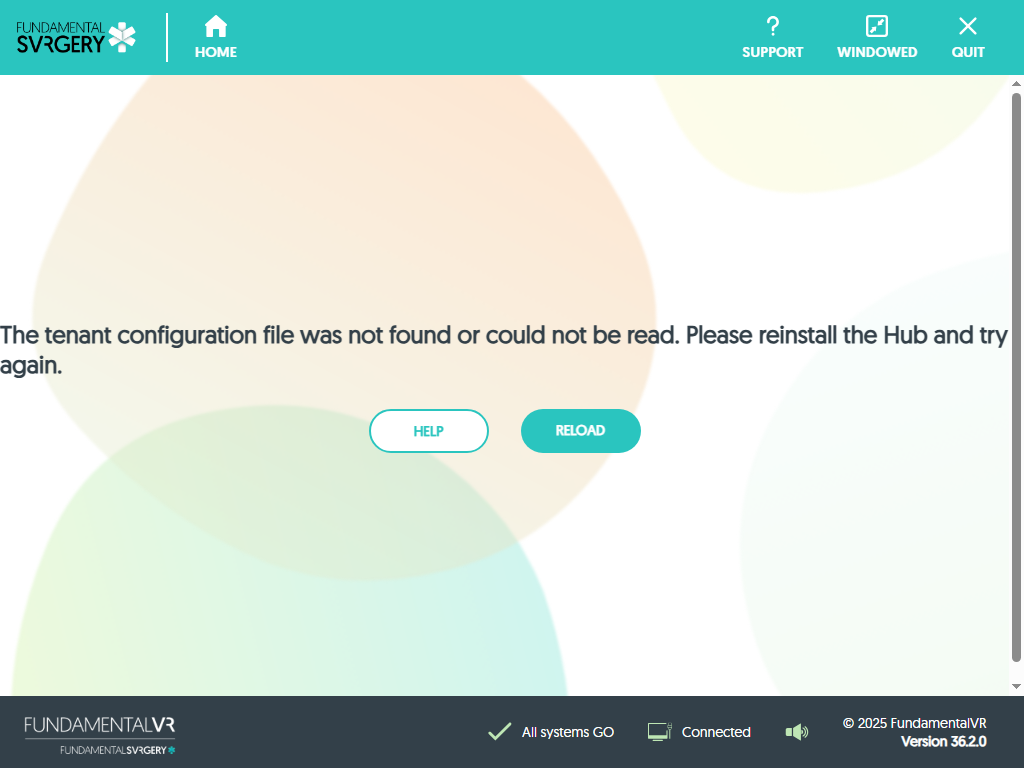 FUNDAMENTAL
SVRGERY
HOME
SUPPORT
WINDOWED
QUIT
The tenant configuration file was not found or could not be read. Please reinstall the Hub and try
again.
HELP
RELOAD
FUNDAMENTALVR
FUNDAMENTALSVRGERY
All systems GO
Connected
© 2025 FundamentalVR
Version 36.2.0